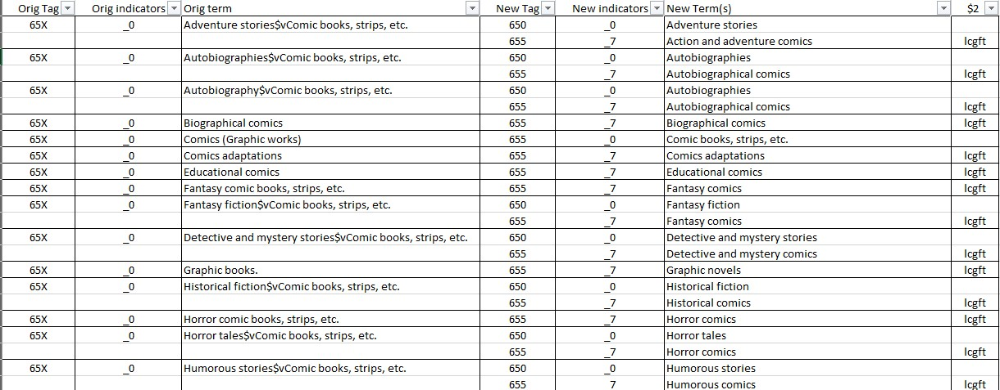 Orig Tag Orig indicators Orig term New Tag New indicators New Term(s) $2
65X _0 Adventure stories$vComic books, strips, etc. 650 _0 Adventure stories
655 _7 Action and adventure comics lcgft
65X _0 Autobiographies$vComic books, strips, etc. 650 _0 Autobiographies
655 _7 Autobiographical comics lcgft
65X _0 Autobiography$vComic books, strips, etc. 650 _0 Autobiographies
655 _7 Autobiographical comics lcgft
65X _0 Biographical comics 655 _7 Biographical comics lcgft
65X _0 Comics (Graphic works) 655 _0 Comic books, strips, etc.
65X _0 Comics adaptations 655 _7 Comics adaptations lcgft
65X _0 Educational comics 655 _7 Educational comics lcgft
65X _0 Fantasy comic books, strips, etc. 655 _7 Fantasy comics lcgft
65X _0 Fantasy fiction$vComic books, strips, etc. 650 _0 Fantasy fiction
655 _7 Fantasy comics lcgft
65X _0 Detective and mystery stories$vComic books, strips, etc. 650 _0 Detective and mystery stories
655 _7 Detective and mystery comics lcgft
65X _0 Graphic books. 655 _7 Graphic novels lcgft
65X _0 Historical fiction$vComic books, strips, etc. 650 _0 Historical fiction
655 _7 Historical comics lcgft
65X _0 Horror comic books, strips, etc. 655 _7 Horror comics lcgft
65X _0 Horror tales$vComic books, strips, etc. 650 _0 Horror tales
655 _7 Horror comics lcgft
65X _0 Humorous stories$vComic books, strips, etc. 650 _0 Humorous stories
655 7 Humorous comics lcgft